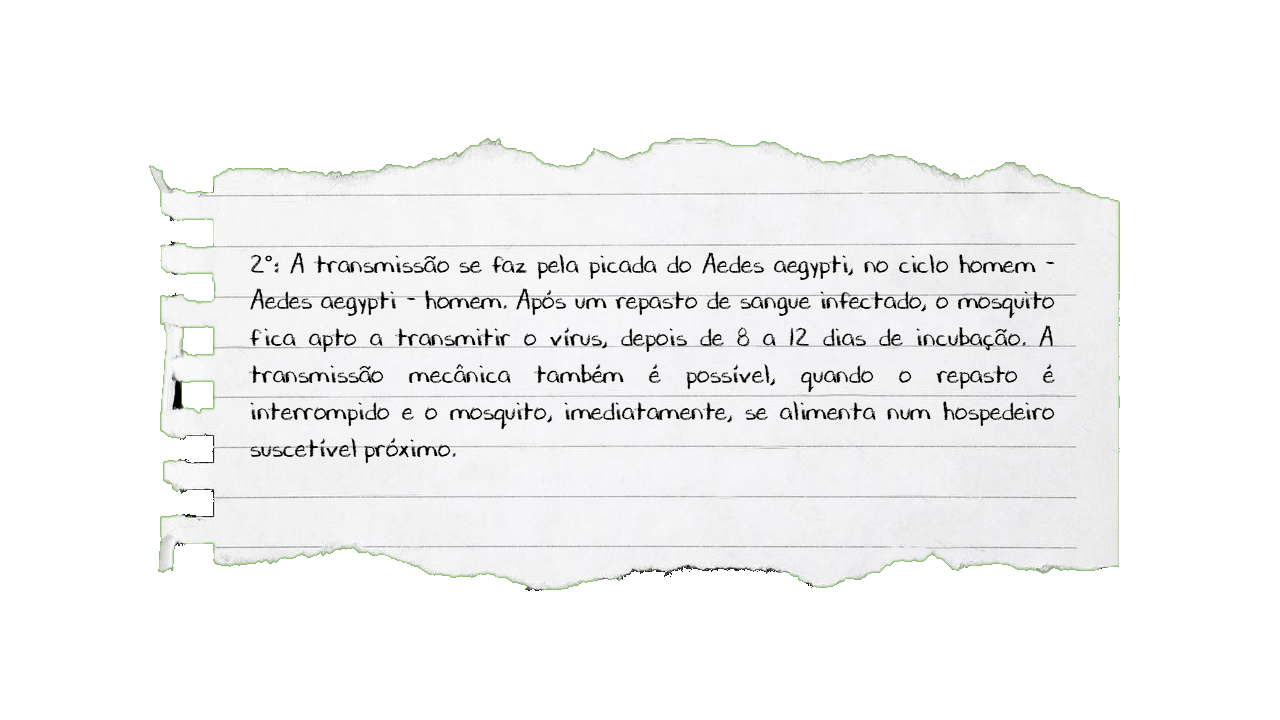 2°: A transmissão se faz pela picada do Aedes aegypti, no ciclo homem -
Aedes aegypti - homem. Após um repasto de sangue infectado, o mosquito
fica apto a transmitir o vírus, depois de 8 a 12 dias de incubação. A
transmissão mecânica também é possível, quando o repasto é
interrompido e o mosquito, imediatamente, se alimenta num hospedeiro
suscetível próximo.